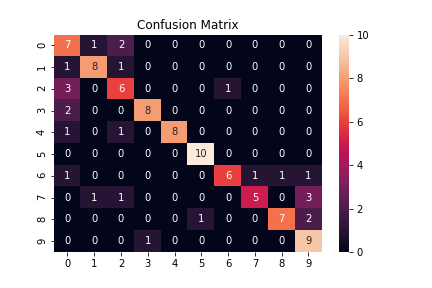 Confusion Matrix
0 7 1 2 0 0 0 0 0 0 0
1 1 8 1 0 0 0 0 0 0 0
2 3 0 6 0 0 0 1 0 0 0
3 2 0 0 8 0 0 0 0 0 0
4 1 0 1 0 8 0 0 0 0 0
5 0 0 0 0 0 10 0 0 0 0
6 1 0 0 0 0 0 6 1 1 1
7 0 1 1 0 0 0 0 5 0 3
8 0 0 0 0 0 1 0 0 7 2
9 0 0 0 1 0 0 0 0 0 9
0 1 2 3 4 5 6 7 8 9
10
8
6
4
2
0